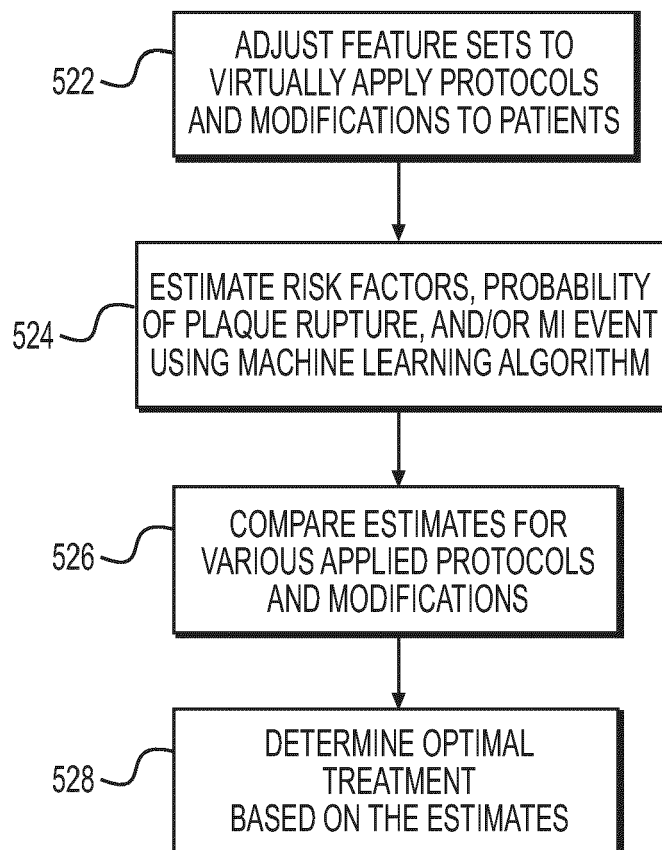 522
ADJUST FEATURE SETS TO
VIRTUALLY APPLY PROTOCOLS
AND MODIFICATIONS TO PATIENTS
524
ESTIMATE RISK FACTORS, PROBABILITY
OF PLAQUE RUPTURE, AND/OR MI EVENT
USING MACHINE LEARNING ALGORITHM
526
COMPARE ESTIMATES FOR
VARIOUS APPLIED PROTOCOLS
AND MODIFICATIONS
528
DETERMINE OPTIMAL
TREATMENT
BASED ON THE ESTIMATES